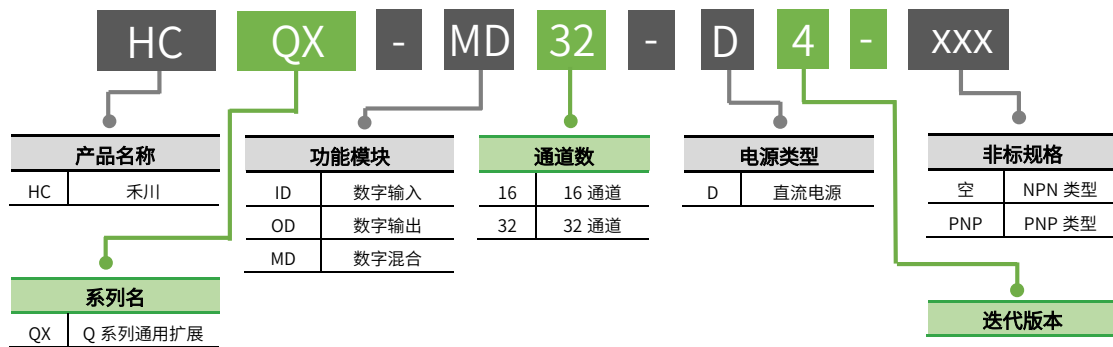 HC QX - MD 32 - D 4 - XXX
产品名称
HC 禾川
系列名
QX Q 系列通用扩展
功能模块
ID 数字输入
OD 数字输出
MD 数字混合
通道数
16 16 通道
32 32 通道
电源类型
D 直流电源
非标规格
空 NPN 类型
PNP PNP 类型
迭代版本